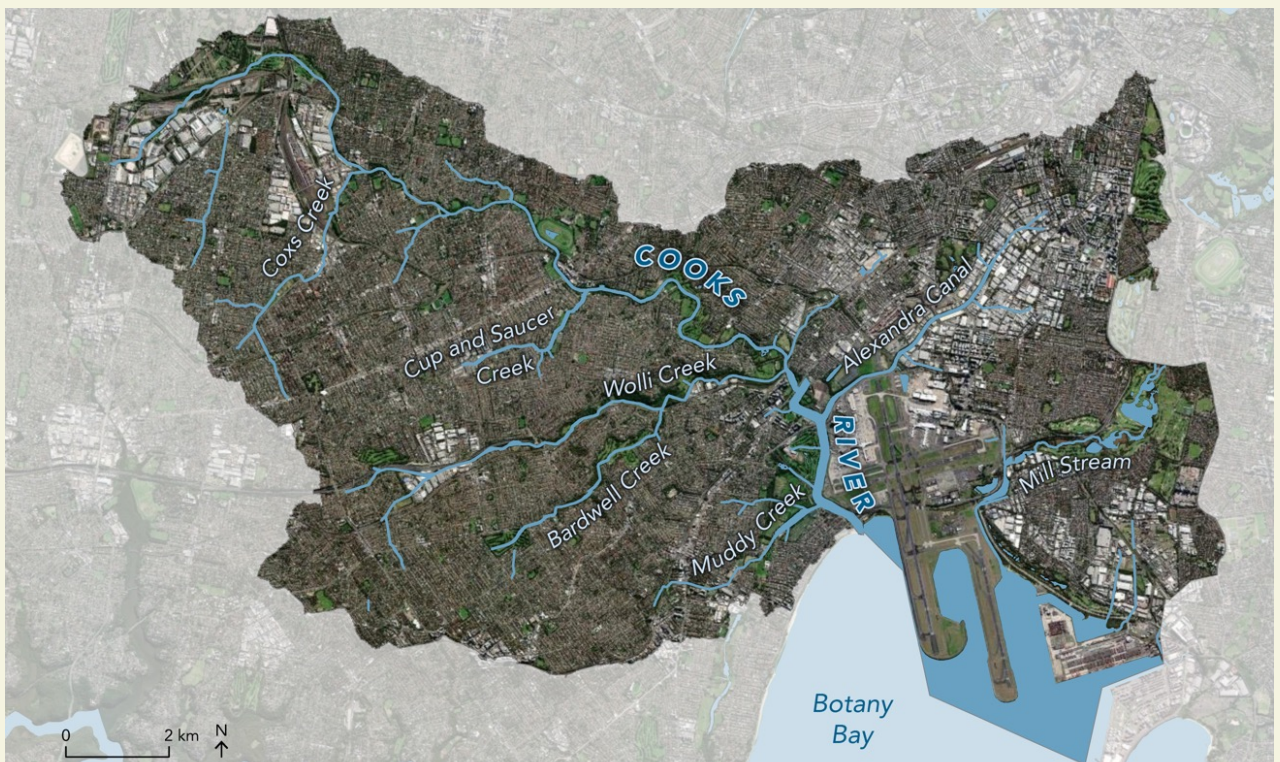 COOKS
RIVER
Coxs Creek
Cup and Saucer
Creek
Wolli Creek
Bardwell Creek
Alexandra Canal
Muddy Creek
Mill Stream
Botany
Bay
0 2 km
N